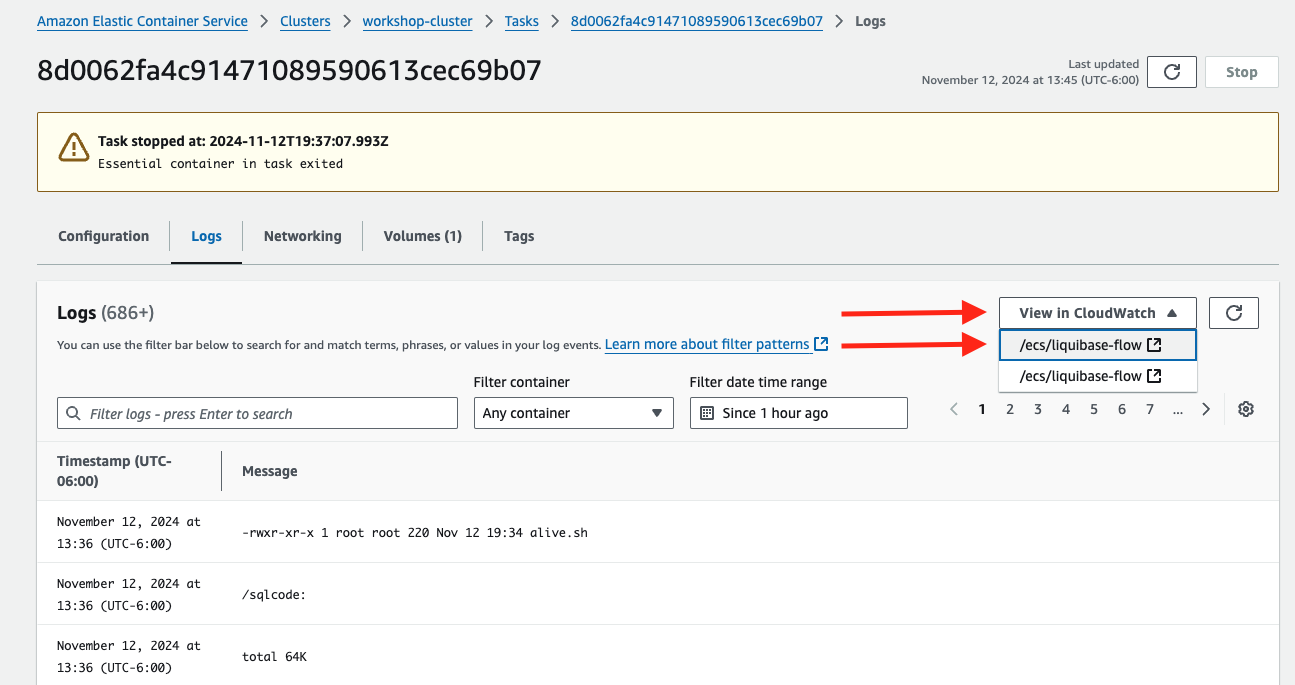 Amazon Elastic Container Service > Clusters > workshop-cluster > Tasks > 8d0062fa4c91471089590613cec69b07 > Logs
8d0062fa4c91471089590613cec69b07
Last updated
November 12, 2024 at 13:45 (UTC-6:00)
Stop
Task stopped at: 2024-11-12T19:37:07.993Z
Essential container in task exited
Configuration
Logs
Networking
Volumes (1)
Tags
Logs (686+)
View in CloudWatch
You can use the filter bar below to search for and match terms, phrases, or values in your log events. Learn more about filter patterns
/ecs/liquibase-flow
/ecs/liquibase-flow
Filter container
Filter date time range
Filter logs - press Enter to search
Any container
Since 1 hour ago
< 1 2 3 4 5 6 7 ... >
Timestamp (UTC-
06:00)
Message
November 12, 2024 at
13:36 (UTC-6:00)
-rwxr-xr-x 1 root root 220 Nov 12 19:34 alive.sh
November 12, 2024 at
13:36 (UTC-6:00)
/sqlcode:
November 12, 2024 at
13:36 (UTC-6:00)
total 64K